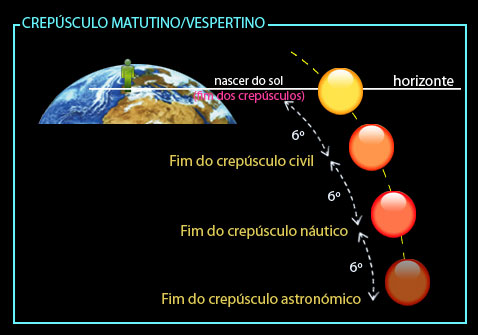 CREPÚSCULO MATUTINO/VESPERTINO
nascer do sol
(fim dos crepúsculos)
horizonte
6º
Fim do crepúsculo civil
6º
Fim do crepúsculo náutico
6º
Fim do crepúsculo astronómico